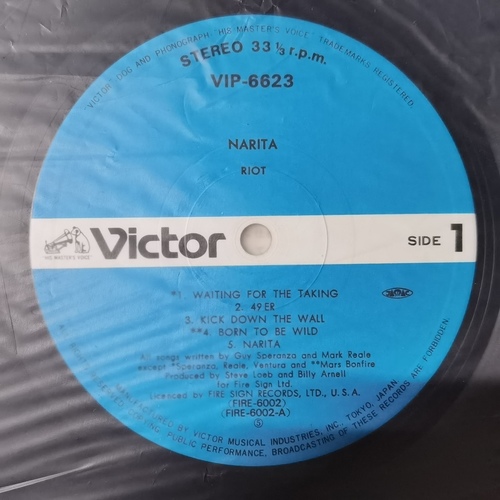 "VICTOR, DOG AND PHONOGRAPH, 'HIS MASTER'S VOICE' TRADEMARKS REGISTERED.
STEREO 33 ⅓ r.p.m.
VIP-6623
NARITA
RIOT
"HIS MASTER'S VOICE"
Victor
SIDE 1
*1. WAITING FOR THE TAKING
2. 49 ER
3. KICK DOWN THE WALL
**4. BORN TO BE WILD
5. NARITA
All songs written by Guy Speranza and Mark Reale
except *Speranza, Reale, Ventura and **Mars Bonfire
Produced by Steve Loeb and Billy Arnell
for Fire Sign Ltd.
Licenced by FIRE SIGN RECORDS, LTD., U.S.A.
(FIRE-6002)
(FIRE-6002-A)
Ⓢ
MANUFACTURED BY VICTOR MUSICAL INDUSTRIES, INC., TOKYO, JAPAN
PUBLIC PERFORMANCE, BROADCASTING OF THESE RECORDS ARE FORBIDDEN.